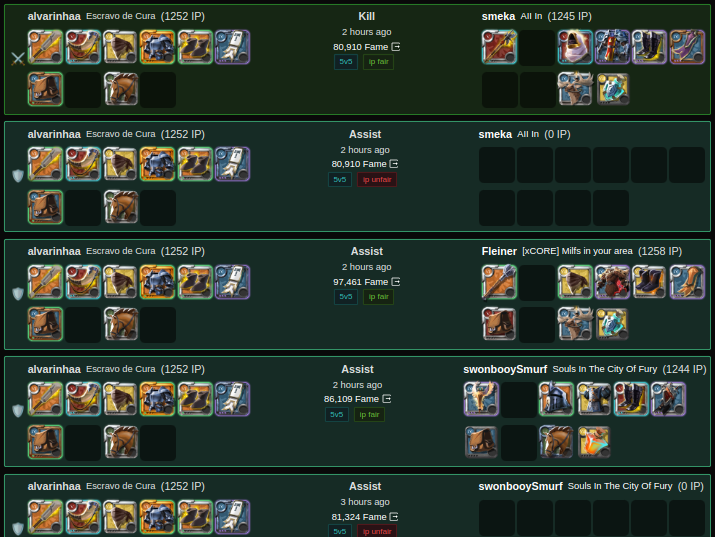 alvarinhaa Escravo de Cura (1252 IP) Kill smeka All In (1245 IP)
2 hours ago
80,910 Fame
5v5 ip fair
alvarinhaa Escravo de Cura (1252 IP) Assist smeka All In (0 IP)
2 hours ago
80,910 Fame
5v5 ip unfair
alvarinhaa Escravo de Cura (1252 IP) Assist Fleiner [xCORE] Milfs in your area (1258 IP)
2 hours ago
97,461 Fame
5v5 ip fair
alvarinhaa Escravo de Cura (1252 IP) Assist swonbooySmurf Souls In The City Of Fury (1244 IP)
2 hours ago
86,109 Fame
5v5 ip fair
alvarinhaa Escravo de Cura (1252 IP) Assist swonbooySmurf Souls In The City Of Fury (0 IP)
3 hours ago
81,324 Fame
5v5 ip unfair